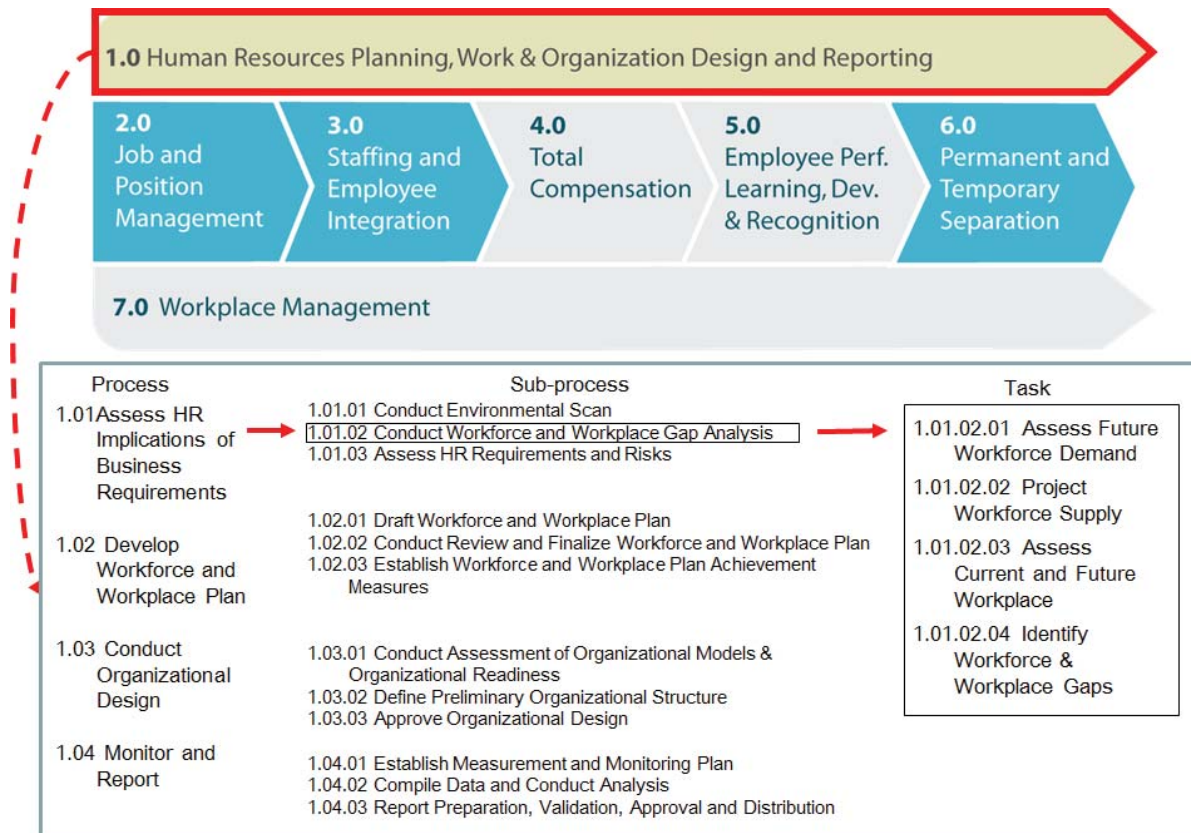 1.0 Human Resources Planning, Work & Organization Design and Reporting
2.0
Job and
Position
Management
3.0
Staffing and
Employee
Integration
4.0
Total
Compensation
5.0
Employee Perf.
Learning, Dev.
& Recognition
6.0
Permanent and
Temporary
Separation
7.0 Workplace Management
Process
1.01Assess HR
Implications of
Business
Requirements
1.02 Develop
Workforce and
Workplace Plan
1.03 Conduct
Organizational
Design
1.04 Monitor and
Report
Sub-process
1.01.01 Conduct Environmental Scan
1.01.02 Conduct Workforce and Workplace Gap Analysis
1.01.03 Assess HR Requirements and Risks
1.02.01 Draft Workforce and Workplace Plan
1.02.02 Conduct Review and Finalize Workforce and Workplace Plan
1.02.03 Establish Workforce and Workplace Plan Achievement
Measures
1.03.01 Conduct Assessment of Organizational Models &
Organizational Readiness
1.03.02 Define Preliminary Organizational Structure
1.03.03 Approve Organizational Design
1.04.01 Establish Measurement and Monitoring Plan
1.04.02 Compile Data and Conduct Analysis
1.04.03 Report Preparation, Validation, Approval and Distribution
Task
1.01.02.01 Assess Future
Workforce Demand
1.01.02.02 Project
Workforce Supply
1.01.02.03 Assess
Current and Future
Workplace
1.01.02.04 Identify
Workforce &
Workplace Gaps